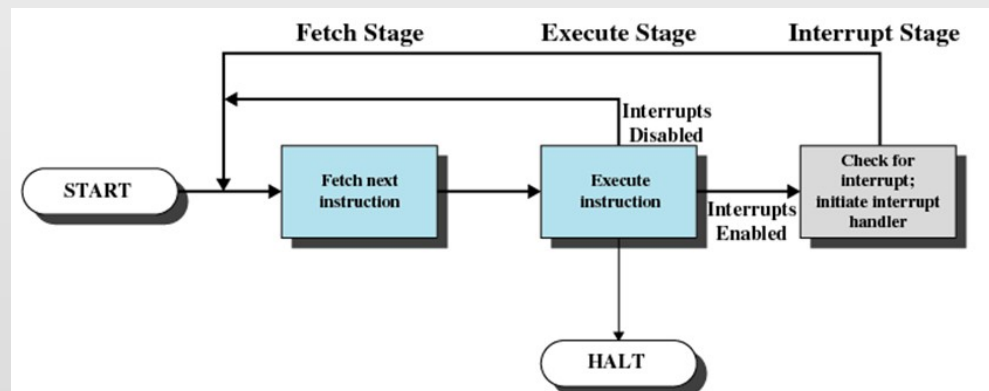 Fetch Stage
Execute Stage
Interrupt Stage
Interrupts
Disabled
START
Fetch next
instruction
Execute
instruction
Interrupts
Enabled
Check for
interrupt;
initiate interrupt
handler
HALT